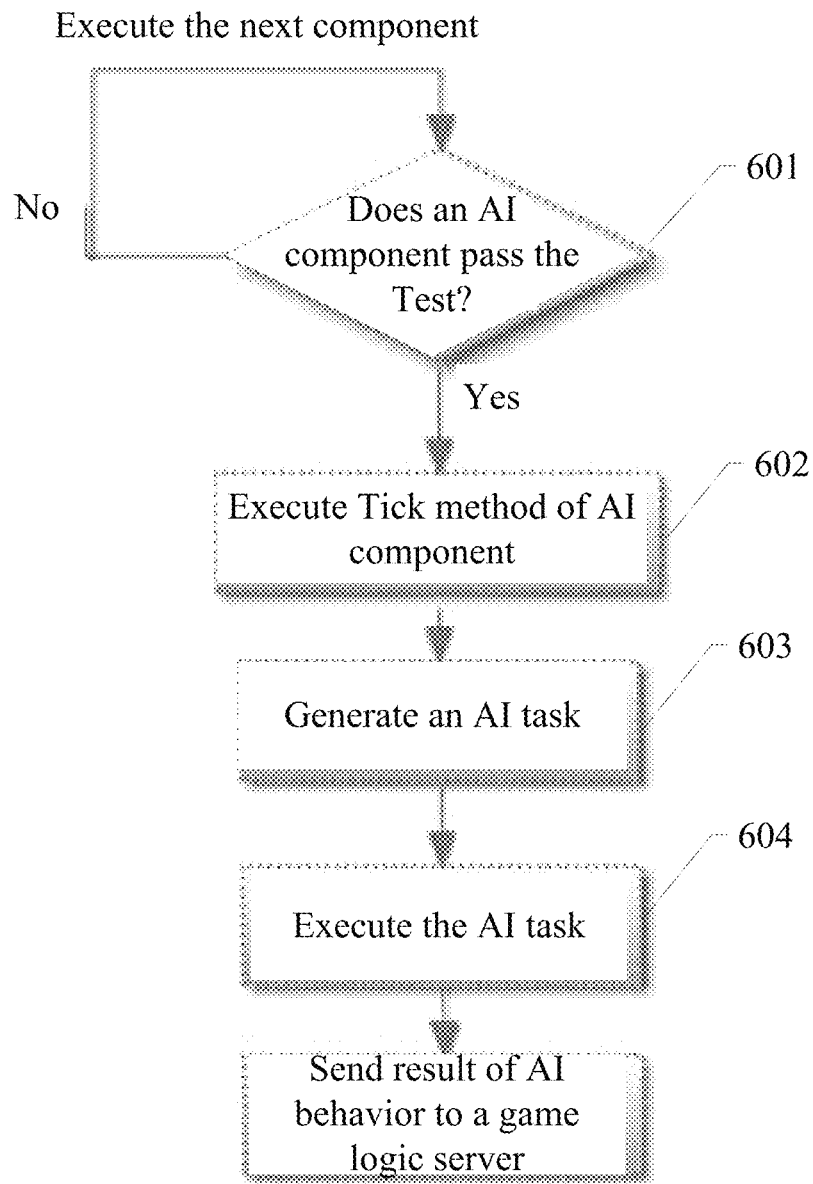 Execute the next component
601
No
Does an AI
component pass the
Test?
Yes
602
Execute Tick method of AI
component
603
Generate an AI task
604
Execute the AI task
Send result of AI
behavior to a game
logic server